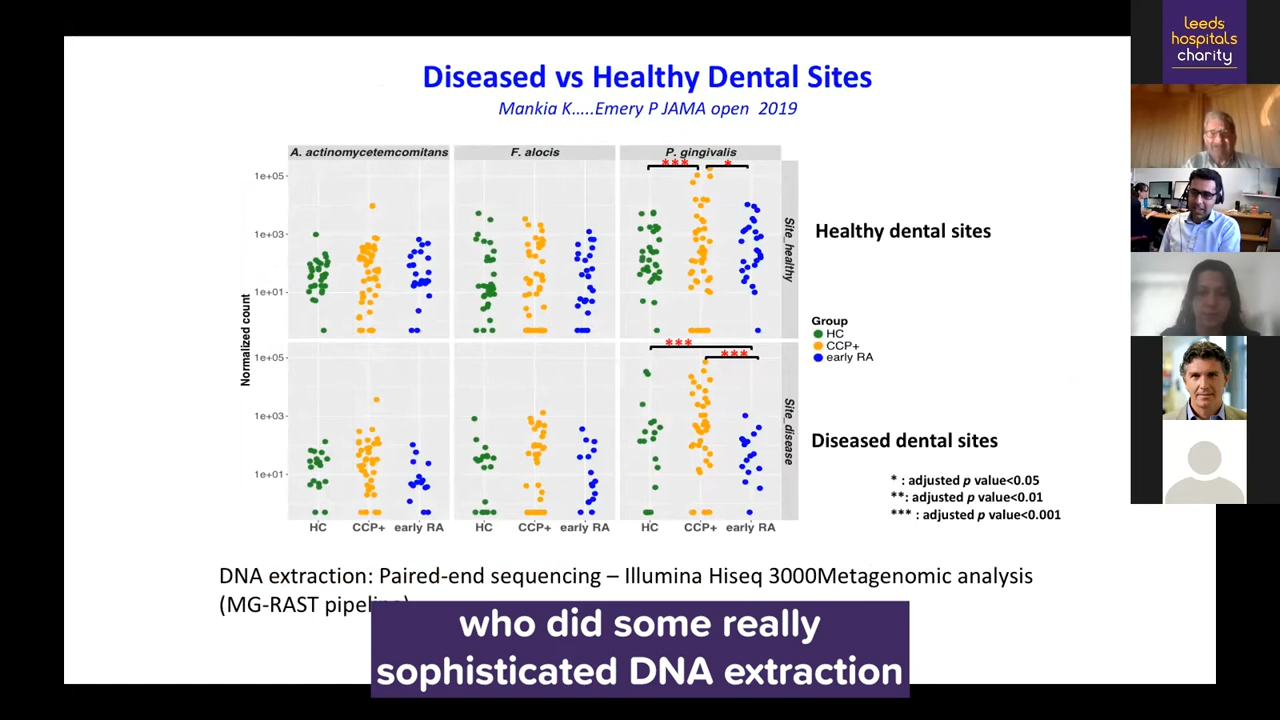 leeds
hospitals
charity
Diseased vs Healthy Dental Sites
Mankia K.....Emery P JAMA open 2019
A. actinomycetemcomitans F. alocis P. gingivalis
*** *
1e+05
1e+03
1e+01
Site_healthy
Healthy dental sites
Normalized count
Group
HC
CCP+
early RA
***
***
1e+05
1e+03
1e+01
Site_disease
Diseased dental sites
* : adjusted p value<0.05
**: adjusted p value<0.01
*** : adjusted p value<0.001
HC CCP+ early RA HC CCP+ early RA HC CCP+ early RA
DNA extraction: Paired-end sequencing – Illumina Hiseq 3000Metagenomic analysis
(MG-RAST pipeline)
who did some really
sophisticated DNA extraction